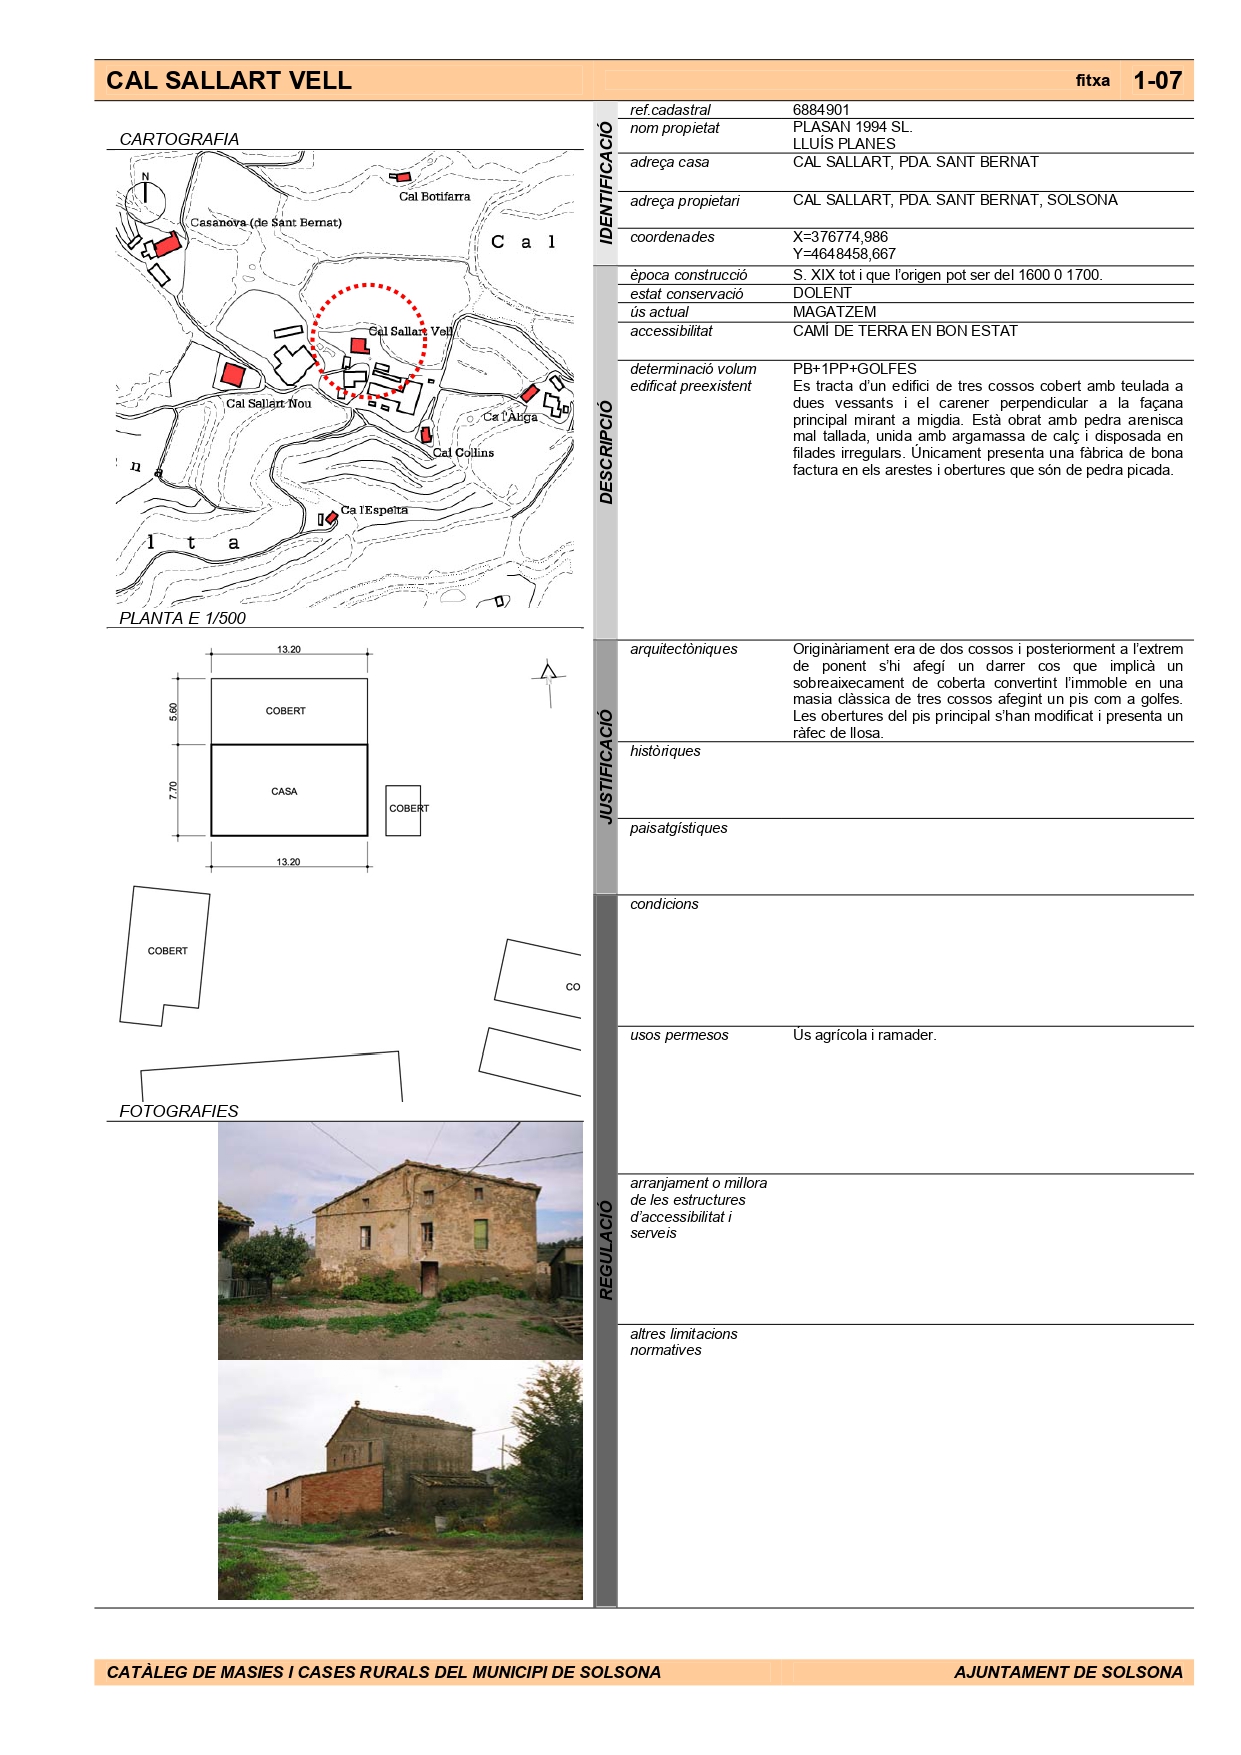 CAL SALLART VELL
fitxa 1-07
CARTOGRAFIA
N
Cal Botifarra
Casanova (de Sant Bernat)
C a l
Cal Sallart Vell
Cal Sallart Nou
Ca l'Àliga
Cal Collins
n a
Ca l'Espelta
l t a
PLANTA E 1/500
13.20
5.60
COBERT
7.70
CASA
COBERT
13.20
COBERT
CO
FOTOGRAFIES
IDENTIFICACIÓ
ref.cadastral 6884901
nom propietat PLASAN 1994 SL.
LLUÍS PLANES
adreça casa CAL SALLART, PDA. SANT BERNAT
adreça propietari CAL SALLART, PDA. SANT BERNAT, SOLSONA
coordenades X=376774,986
Y=4648458,667
DESCRIPCIÓ
època construcció S. XIX tot i que l’origen pot ser del 1600 0 1700.
estat conservació DOLENT
ús actual MAGATZEM
accessibilitat CAMÍ DE TERRA EN BON ESTAT
determinació volum PB+1PP+GOLFES
edificat preexistent Es tracta d’un edifici de tres cossos cobert amb teulada a
dues vessants i el carener perpendicular a la façana
principal mirant a migdia. Està obrat amb pedra arenisca
mal tallada, unida amb argamassa de calç i disposada en
filades irregulars. Únicament presenta una fàbrica de bona
factura en els arestes i obertures que són de pedra picada.
JUSTIFICACIÓ
arquitectòniques Originàriament era de dos cossos i posteriorment a l’extrem
de ponent s’hi afegí un darrer cos que implicà un
sobreaixecament de coberta convertint l’immoble en una
masia clàssica de tres cossos afegint un pis com a golfes.
Les obertures del pis principal s’han modificat i presenta un
ràfec de llosa.
històriques
paisatgístiques
REGULACIÓ
condicions
usos permesos Ús agrícola i ramader.
arranjament o millora
de les estructures
d’accessibilitat i
serveis
altres limitacions
normatives
CATÀLEG DE MASIES I CASES RURALS DEL MUNICIPI DE SOLSONA
AJUNTAMENT DE SOLSONA